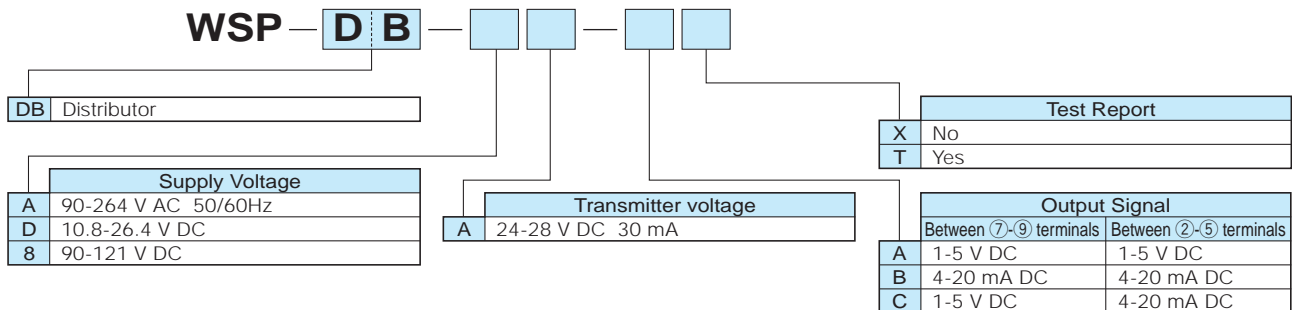 WSP — D B —
DB Distributor
Test Report
X No
T Yes
Supply Voltage
A 90-264 V AC 50/60Hz
D 10.8-26.4 V DC
8 90-121 V DC
Transmitter voltage
A 24-28 V DC 30 mA
Output Signal
Between ⑦-⑨ terminals Between ②-⑤ terminals
A 1-5 V DC 1-5 V DC
B 4-20 mA DC 4-20 mA DC
C 1-5 V DC 4-20 mA DC